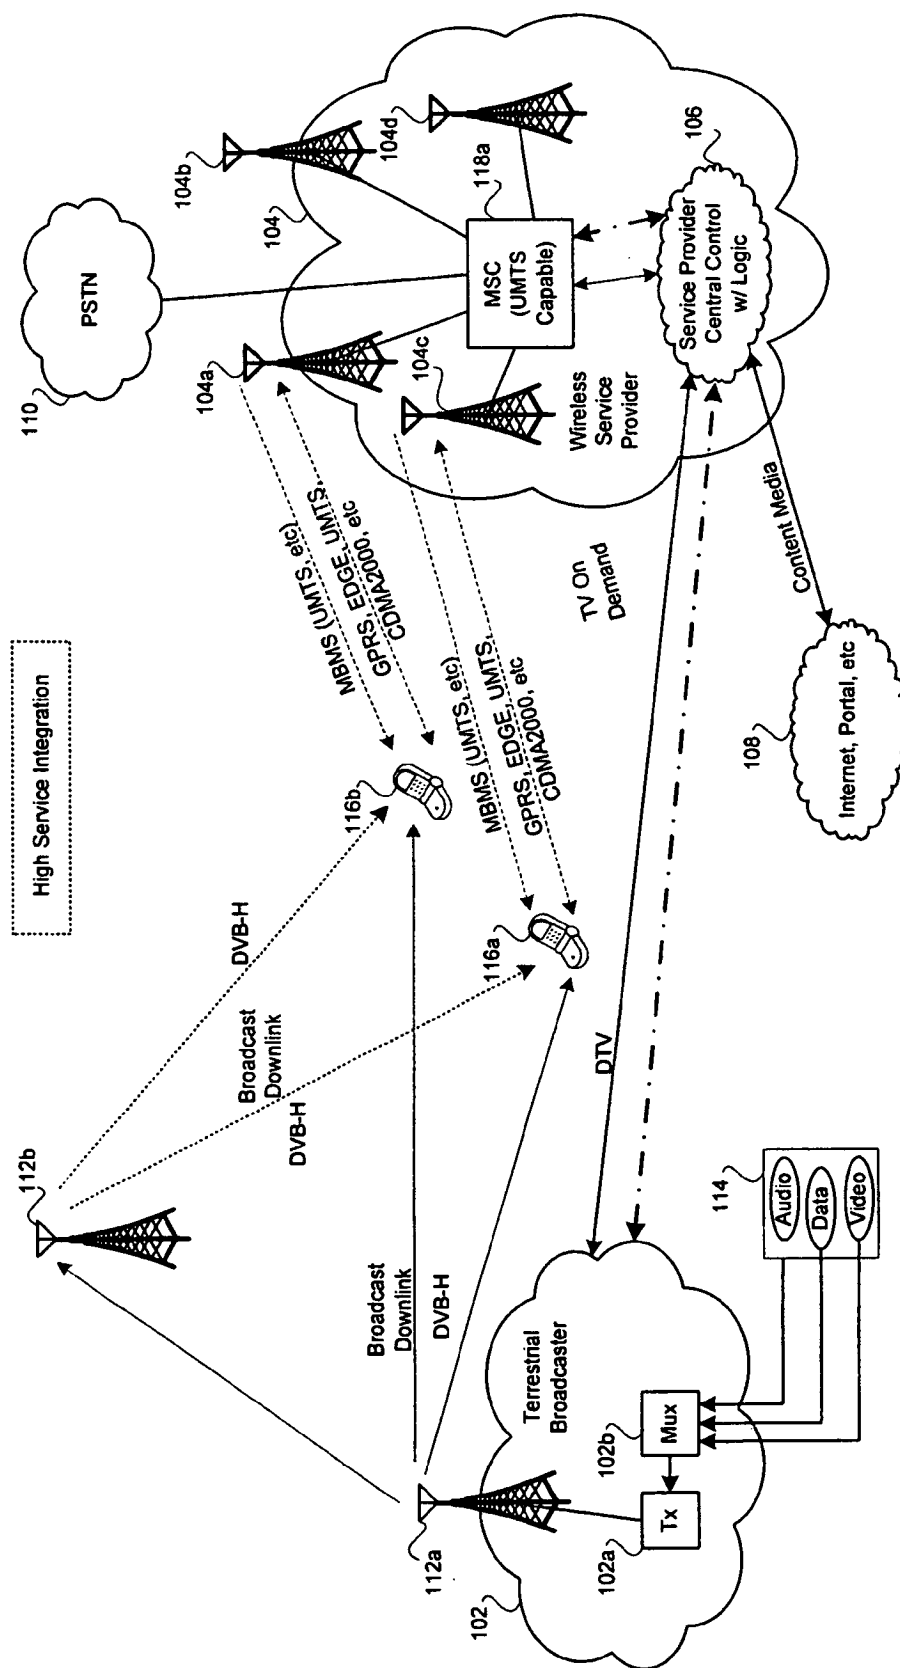 High Service Integration
112b
DVB-H
Broadcast
Downlink
DVB-H
116b
116a
110
PSTN
104a
104b
104
104c
104d
118a
MSC
(UMTS
Capable)
106
Service Provider
Central Control
w/ Logic
Wireless
Service
Provider
MBMS (UMTS, etc)
GPRS, EDGE, UMTS,
CDMA2000, etc
MBMS (UMTS, etc)
GPRS, EDGE, UMTS,
CDMA2000, etc
TV On
Demand
Content Media
108
Internet, Portal, etc
DTV
Broadcast
Downlink
DVB-H
112a
102
Terrestrial
Broadcaster
102a
Tx
102b
Mux
114
Audio
Data
Video